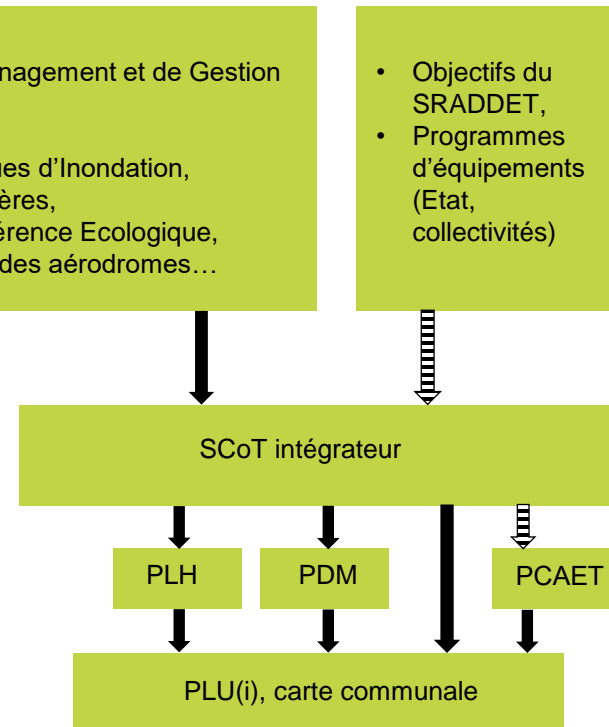 nagement et de Gestion
ues d'Inondation,
ères,
érence Ecologique,
des aérodromes…
• Objectifs du
SRADDET,
• Programmes
d'équipements
(Etat,
collectivités)
SCoT intégrateur
PLH
PDM
PCAET
PLU(i), carte communale